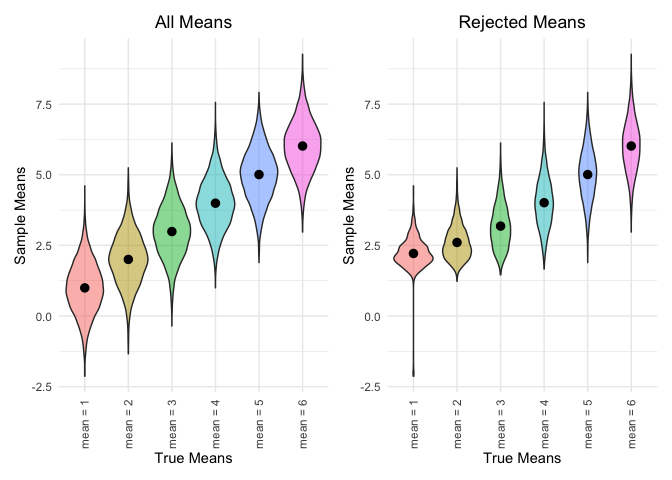 All Means
Sample Means
7.5
5.0
2.5
0.0
-2.5
mean = 1
mean = 2
mean = 3
mean = 4
mean = 5
mean = 6
True Means
Rejected Means
Sample Means
7.5
5.0
2.5
0.0
-2.5
mean = 1
mean = 2
mean = 3
mean = 4
mean = 5
mean = 6
True Means